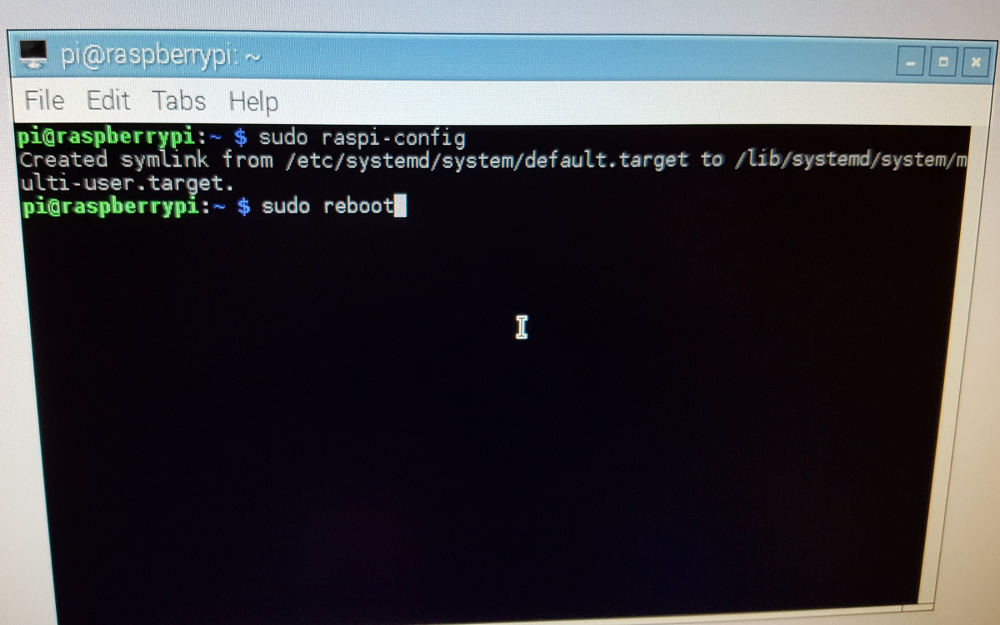 pi@raspberrypi: ~
File Edit Tabs Help
pi@raspberrypi:~ $ sudo raspi-config
Created symlink from /etc/systemd/system/default.target to /lib/systemd/system/m
ulti-user.target.
pi@raspberrypi:~ $ sudo reboot